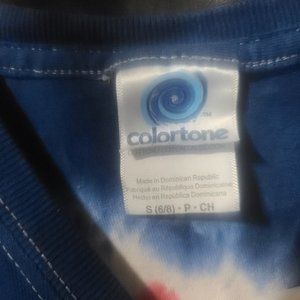 colortone
Made in Dominican Republic
Fabriqué au République Dominicaine
Hecho en República Dominicana
S (6/8) • P • CH